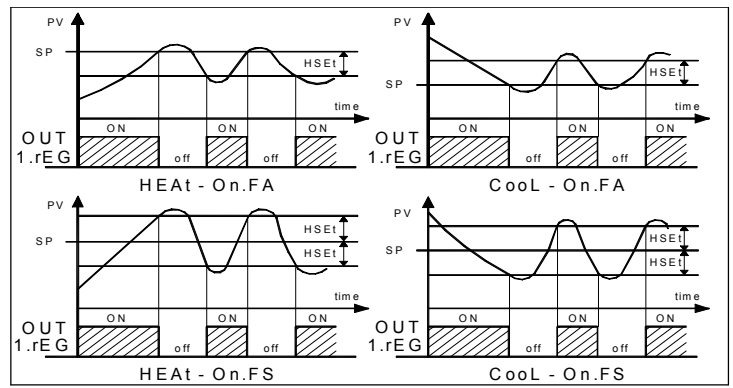 PV
SP
HSEt
time
ON ON ON
OUT
1.rEG
off off
HEAt - On.FA
PV
HSEt
SP
time
ON ON ON
OUT
1.rEG
off off
CooL - On.FA
PV
HSEt
SP
HSEt
time
ON ON ON
OUT
1.rEG
off off
HEAt - On.FS
PV
HSEt
SP
HSEt
time
ON ON ON
OUT
1.rEG
off off
CooL - On.FS